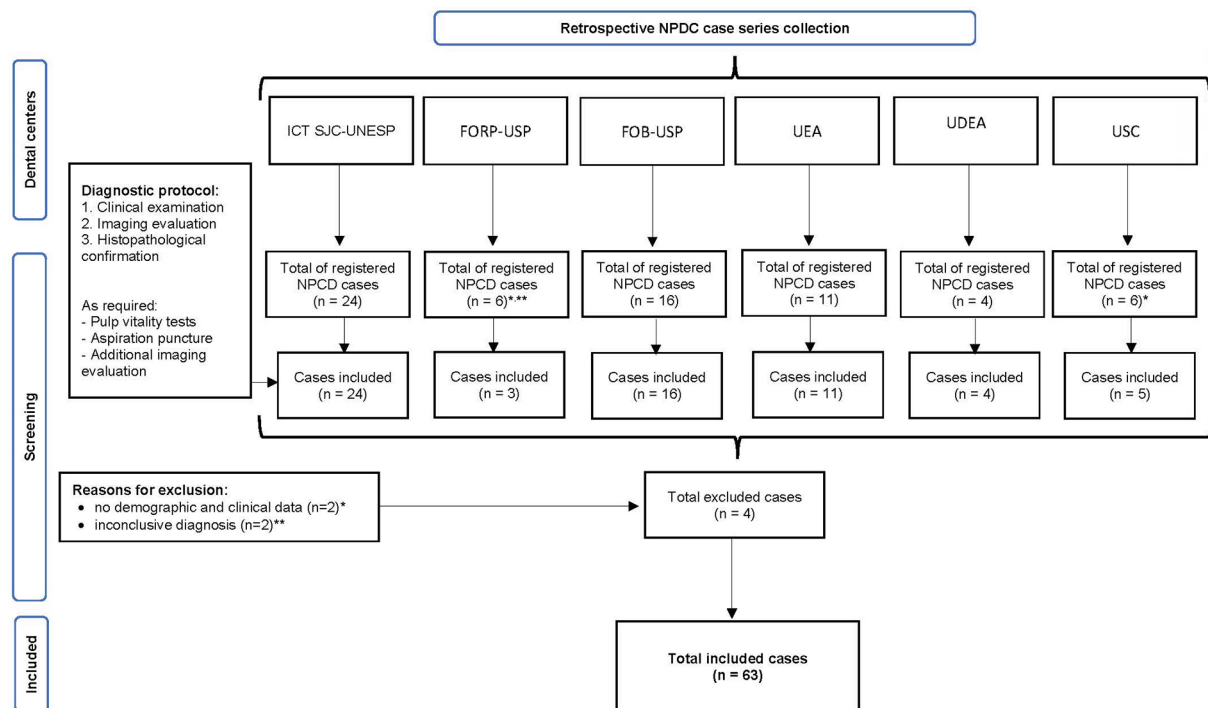 Retrospective NPDC case series collection
Dental centers
ICT SJC-UNESP
FORP-USP
FOB-USP
UEA
UDEA
USC
Diagnostic protocol:
1. Clinical examination
2. Imaging evaluation
3. Histopathological
confirmation
As required:
- Pulp vitality tests
- Aspiration puncture
- Additional imaging
evaluation
Screening
Total of registered
NPCD cases
(n = 24)
Total of registered
NPCD cases
(n = 6)*,**
Total of registered
NPCD cases
(n = 16)
Total of registered
NPCD cases
(n = 11)
Total of registered
NPCD cases
(n = 4)
Total of registered
NPCD cases
(n = 6)*
Cases included
(n = 24)
Cases included
(n = 3)
Cases included
(n = 16)
Cases included
(n = 11)
Cases included
(n = 4)
Cases included
(n = 5)
Reasons for exclusion:
• no demographic and clinical data (n=2)*
• inconclusive diagnosis (n=2)**
Total excluded cases
(n = 4)
Included
Total included cases
(n = 63)